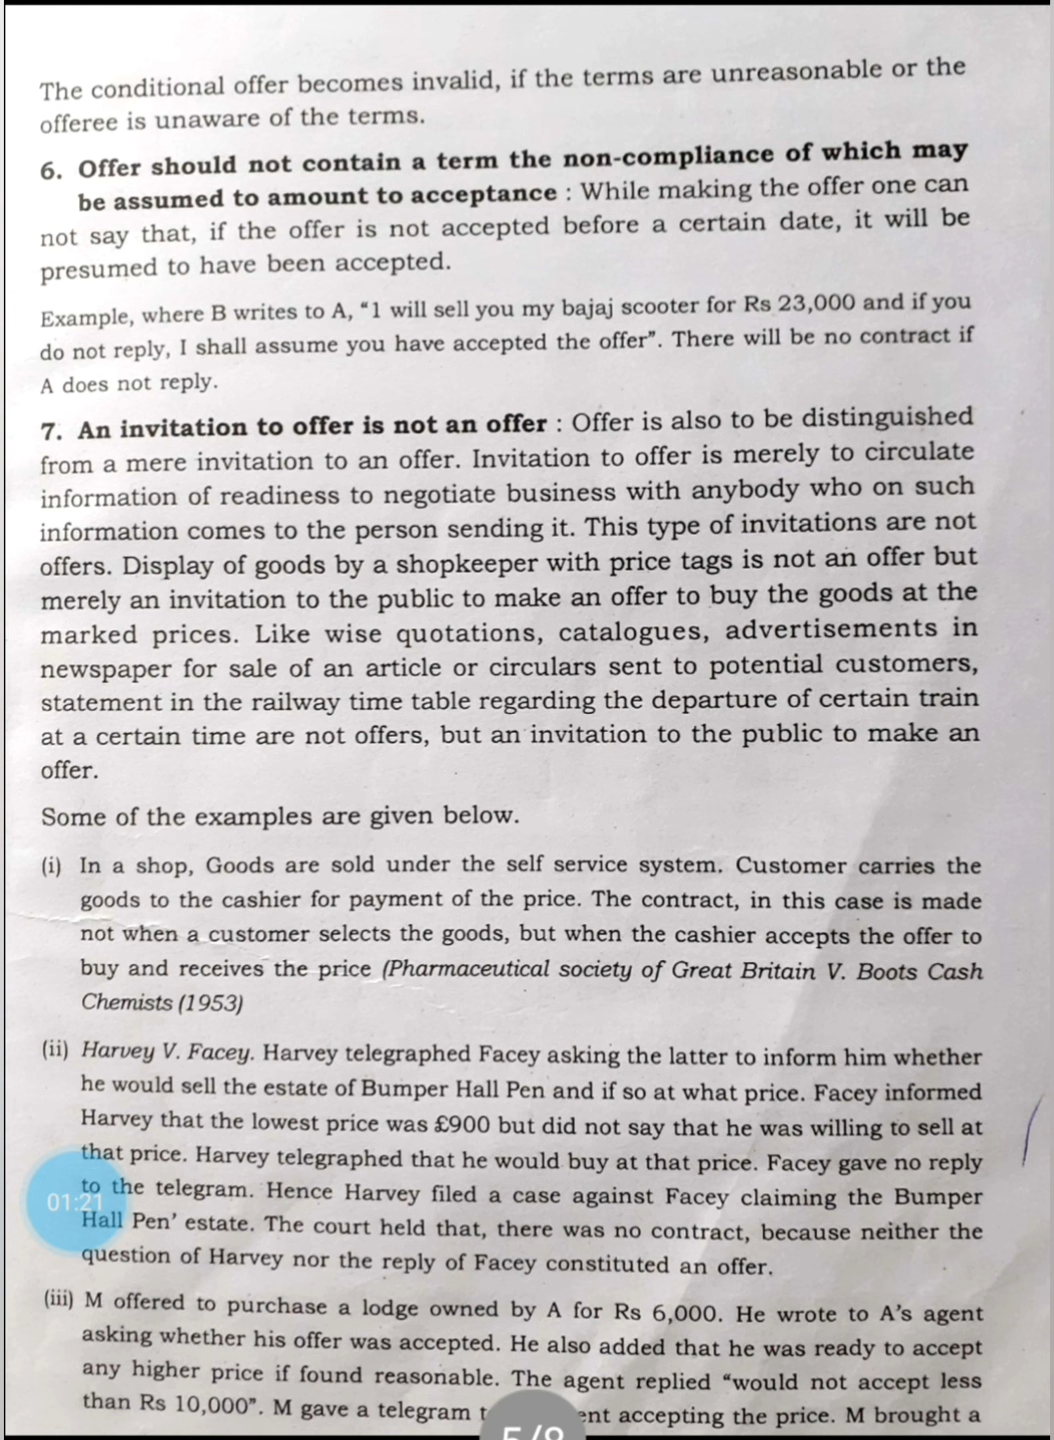 The conditional offer becomes invalid, if the terms are unreasonable or the
offeree is unaware of the terms.
6. Offer should not contain a term the non-compliance of which may
be assumed to amount to acceptance : While making the offer one can
not say that, if the offer is not accepted before a certain date, it will be
presumed to have been accepted.
Example, where B writes to A, “1 will sell you my bajaj scooter for Rs 23,000 and if you
do not reply, I shall assume you have accepted the offer”. There will be no contract if
A does not reply.
7. An invitation to offer is not an offer : Offer is also to be distinguished
from a mere invitation to an offer. Invitation to offer is merely to circulate
information of readiness to negotiate business with anybody who on such
information comes to the person sending it. This type of invitations are not
offers. Display of goods by a shopkeeper with price tags is not an offer but
merely an invitation to the public to make an offer to buy the goods at the
marked prices. Like wise quotations, catalogues, advertisements in
newspaper for sale of an article or circulars sent to potential customers,
statement in the railway time table regarding the departure of certain train
at a certain time are not offers, but an invitation to the public to make an
offer.
Some of the examples are given below.
(i) In a shop, Goods are sold under the self service system. Customer carries the
goods to the cashier for payment of the price. The contract, in this case is made
not when a customer selects the goods, but when the cashier accepts the offer to
buy and receives the price (Pharmaceutical society of Great Britain V. Boots Cash
Chemists (1953)
(ii) Harvey V. Facey. Harvey telegraphed Facey asking the latter to inform him whether
he would sell the estate of Bumper Hall Pen and if so at what price. Facey informed
Harvey that the lowest price was £900 but did not say that he was willing to sell at
that price. Harvey telegraphed that he would buy at that price. Facey gave no reply
to the telegram. Hence Harvey filed a case against Facey claiming the Bumper
01:21
Hall Pen’ estate. The court held that, there was no contract, because neither the
question of Harvey nor the reply of Facey constituted an offer.
(iii) M offered to purchase a lodge owned by A for Rs 6,000. He wrote to A’s agent
asking whether his offer was accepted. He also added that he was ready to accept
any higher price if found reasonable. The agent replied “would not accept less
than Rs 10,000”. M gave a telegram accepting the price. M brought a